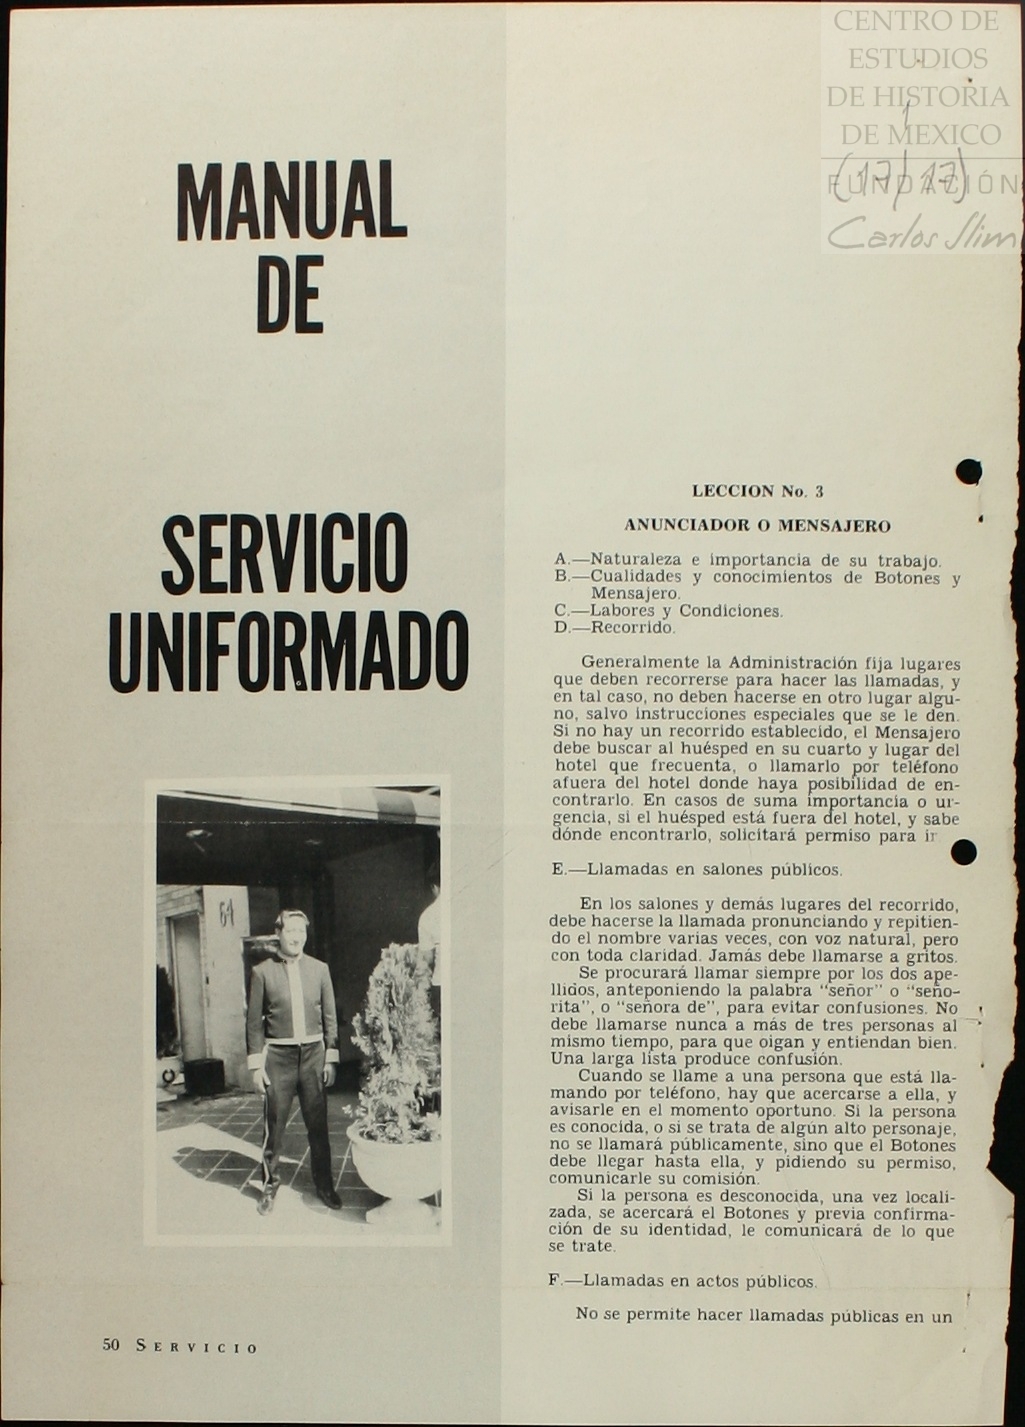 CENTRO DE
ESTUDIOS
DE HISTORIA
DE MEXICO
FUNDACIÓN
Carlos Slim
1
(17/17)
MANUAL
DE
SERVICIO
UNIFORMADO
64
50 SERVICIO
LECCION No. 3
ANUNCIADOR O MENSAJERO
A.—Naturaleza e importancia de su trabajo.
B.—Cualidades y conocimientos de Botones y
Mensajero.
C.—Labores y Condiciones.
D.—Recorrido.
Generalmente la Administración fija lugares
que deben recorrerse para hacer las llamadas, y
en tal caso, no deben hacerse en otro lugar algu-
no, salvo instrucciones especiales que se le den.
Si no hay un recorrido establecido, el Mensajero
debe buscar al huésped en su cuarto y lugar del
hotel que frecuenta, o llamarlo por teléfono
afuera del hotel donde haya posibilidad de en-
contrarlo. En casos de suma importancia o ur-
gencia, si el huésped está fuera del hotel, y sabe
dónde encontrarlo, solicitará permiso para ir
E.—Llamadas en salones públicos.
En los salones y demás lugares del recorrido,
debe hacerse la llamada pronunciando y repitien-
do el nombre varias veces, con voz natural, pero
con toda claridad. Jamás debe llamarse a gritos.
Se procurará llamar siempre por los dos ape-
llidos, anteponiendo la palabra "señor" o "seño-
rita", o "señora de", para evitar confusiones. No
debe llamarse nunca a más de tres personas al
mismo tiempo, para que oigan y entiendan bien.
Una larga lista produce confusión.
Cuando se llame a una persona que está lla-
mando por teléfono, hay que acercarse a ella, y
avisarle en el momento oportuno. Si la persona
es conocida, o si se trata de algún alto personaje,
no se llamará públicamente, sino que el Botones
debe llegar hasta ella, y pidiendo su permiso,
comunicarle su comisión.
Si la persona es desconocida, una vez locali-
zada, se acercará el Botones y previa confirma-
ción de su identidad, le comunicará de lo que
se trate.
F.—Llamadas en actos públicos.
No se permite hacer llamadas públicas en un